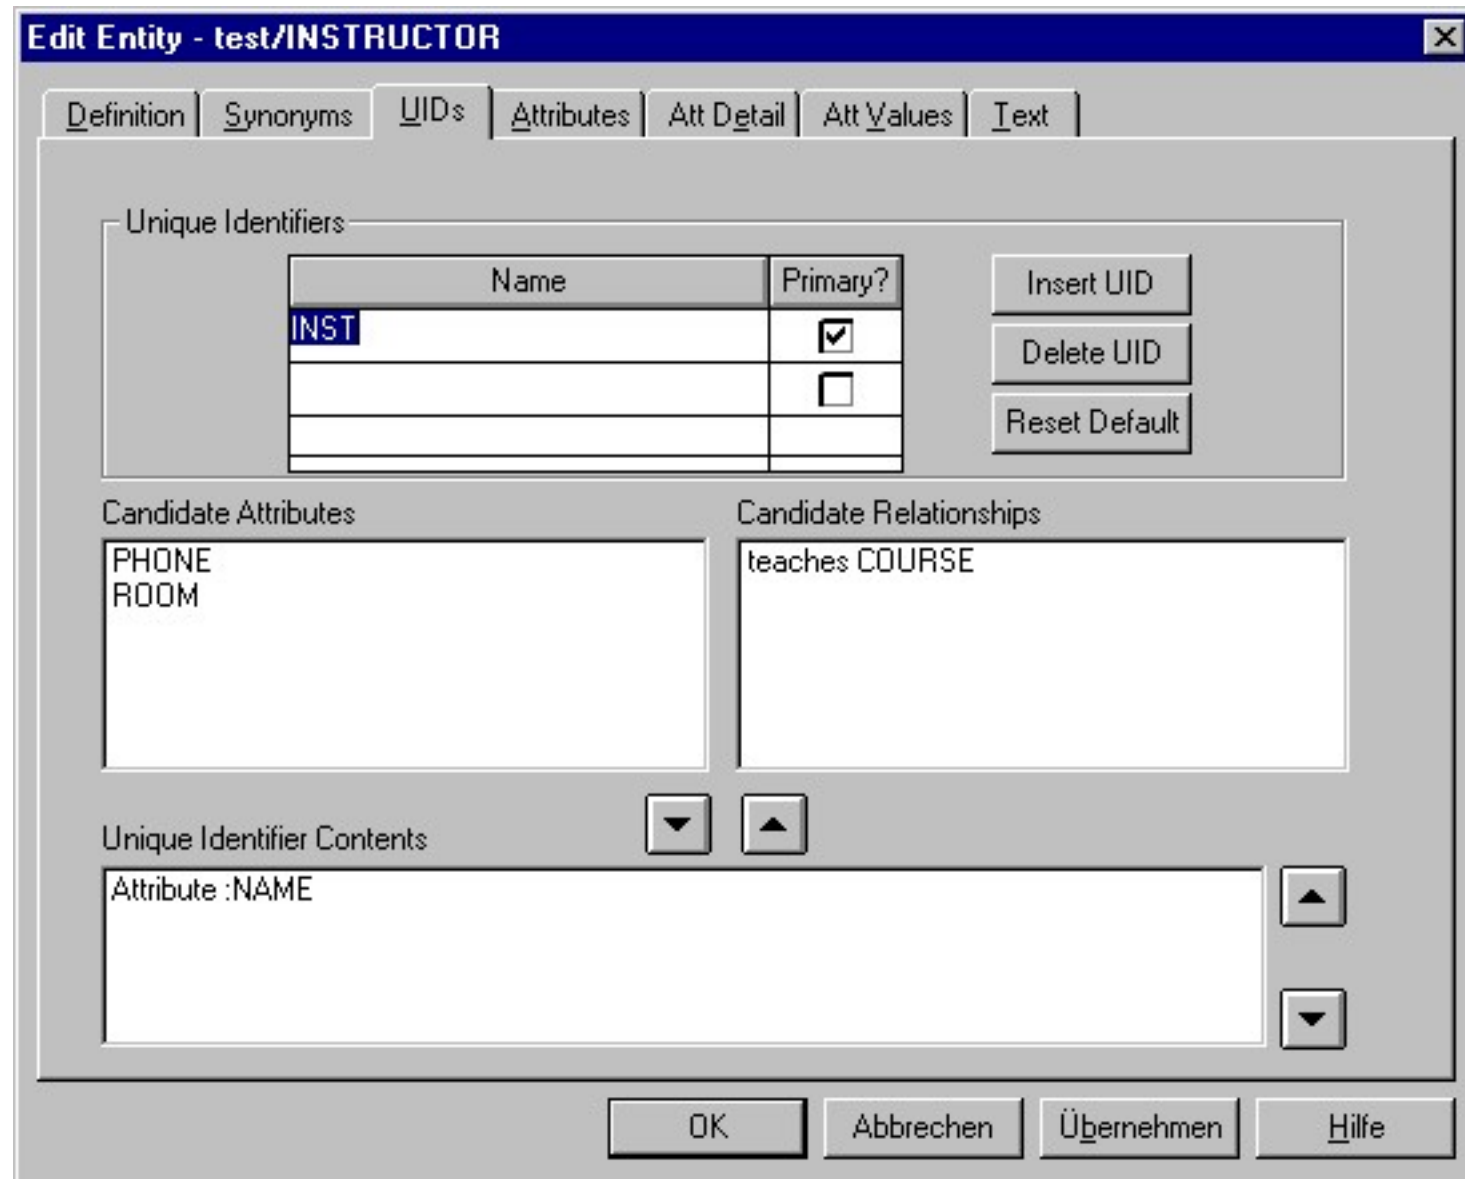 Edit Entity - test/INSTRUCTOR
Definition Synonyms UIDs Attributes Att Detail Att Values Text
Unique Identifiers
Name Primary? Insert UID
INST
Delete UID
Reset Default
Candidate Attributes Candidate Relationships
PHONE teaches COURSE
ROOM
Unique Identifier Contents
Attribute :NAME
OK Abbrechen Übernehmen Hilfe